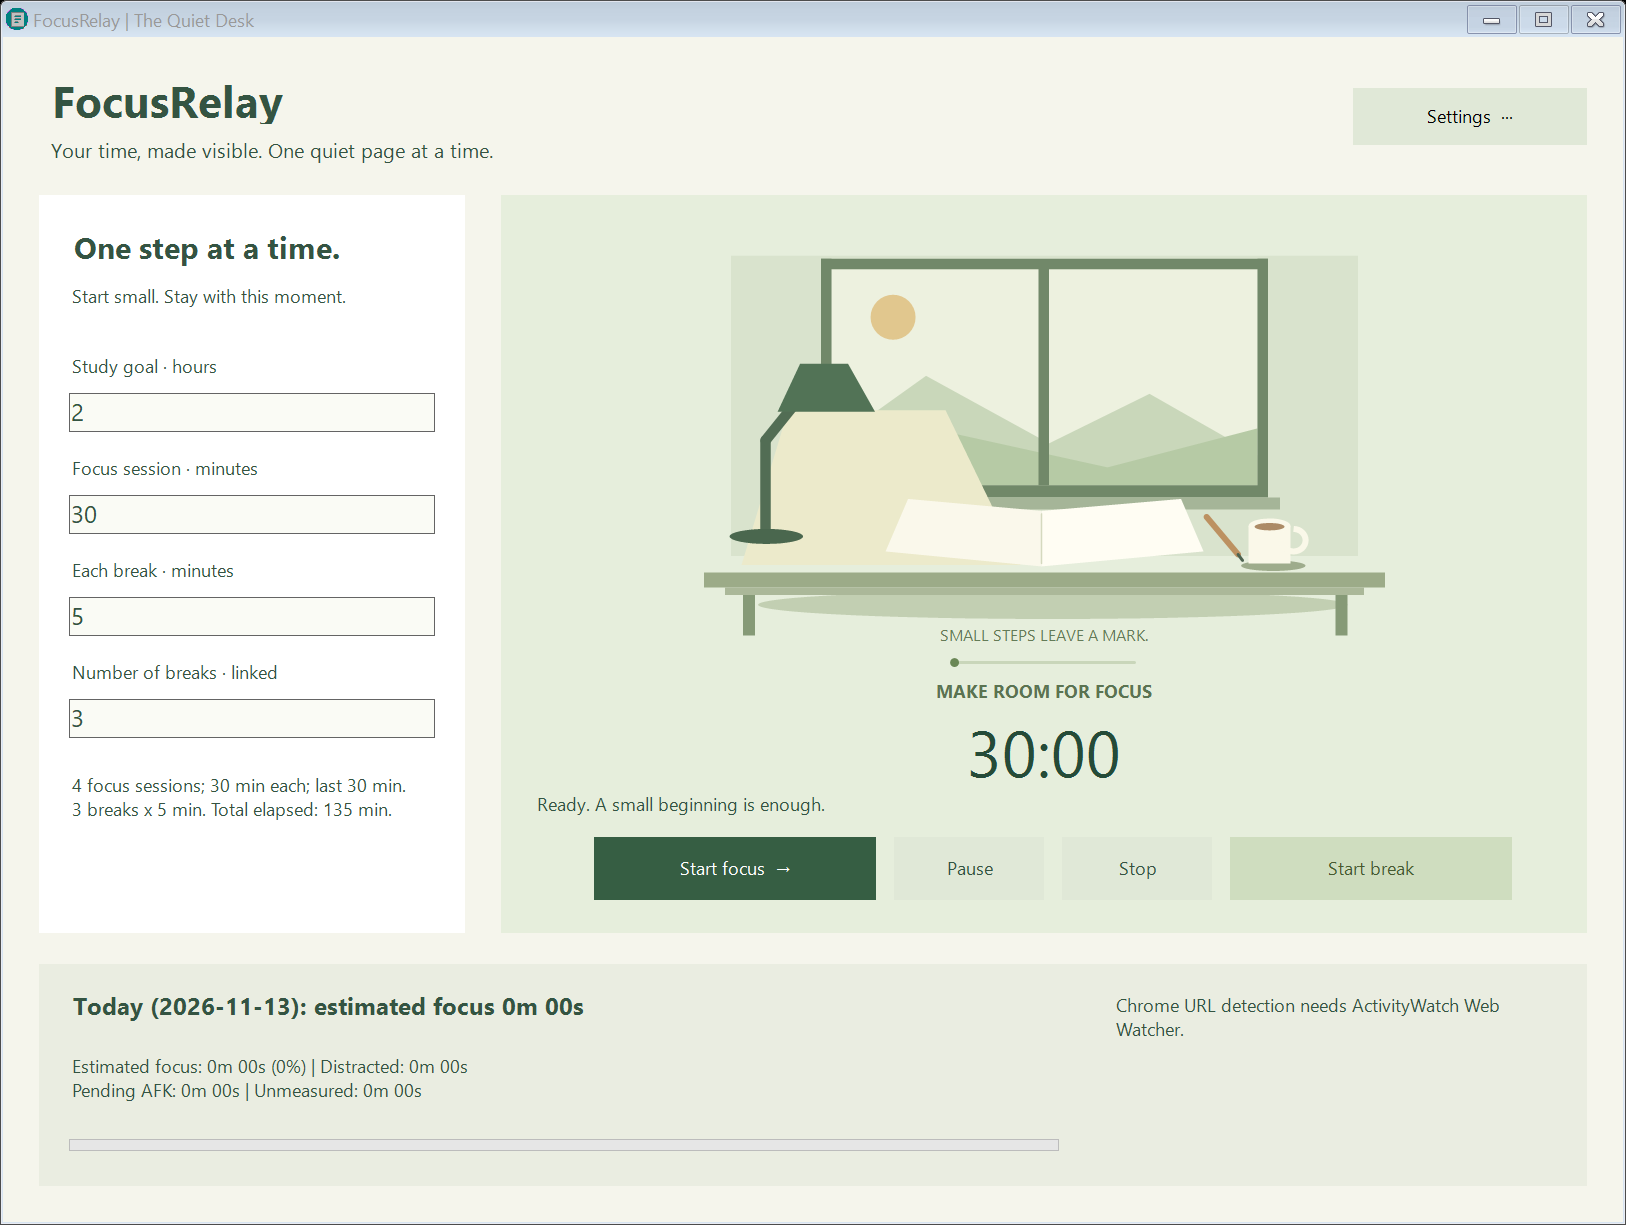 FocusRelay | The Quiet Desk
FocusRelay
Your time, made visible. One quiet page at a time.
Settings ···
One step at a time.
Start small. Stay with this moment.
Study goal · hours
2
Focus session · minutes
30
Each break · minutes
5
Number of breaks · linked
3
4 focus sessions; 30 min each; last 30 min.
3 breaks x 5 min. Total elapsed: 135 min.
SMALL STEPS LEAVE A MARK.
MAKE ROOM FOR FOCUS
30:00
Ready. A small beginning is enough.
Start focus →
Pause
Stop
Start break
Today (2026-11-13): estimated focus 0m 00s
Estimated focus: 0m 00s (0%) | Distracted: 0m 00s
Pending AFK: 0m 00s | Unmeasured: 0m 00s
Chrome URL detection needs ActivityWatch Web
Watcher.